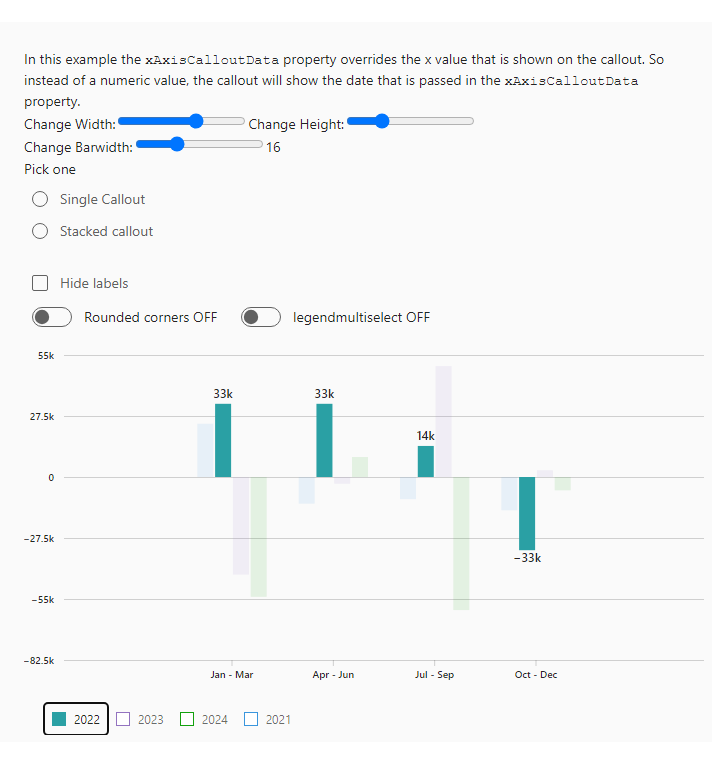 In this example the xAxisCalloutData property overrides the x value that is shown on the callout. So
instead of a numeric value, the callout will show the date that is passed in the xAxisCalloutData
property.
Change Width: Change Height:
Change Barwidth: 16
Pick one
Single Callout
Stacked callout
Hide labels
Rounded corners OFF legendmultiselect OFF
55k
33k 33k
27.5k
14k
0
−27.5k
−33k
−55k
−82.5k
Jan - Mar Apr - Jun Jul - Sep Oct - Dec
2022 2023 2024 2021